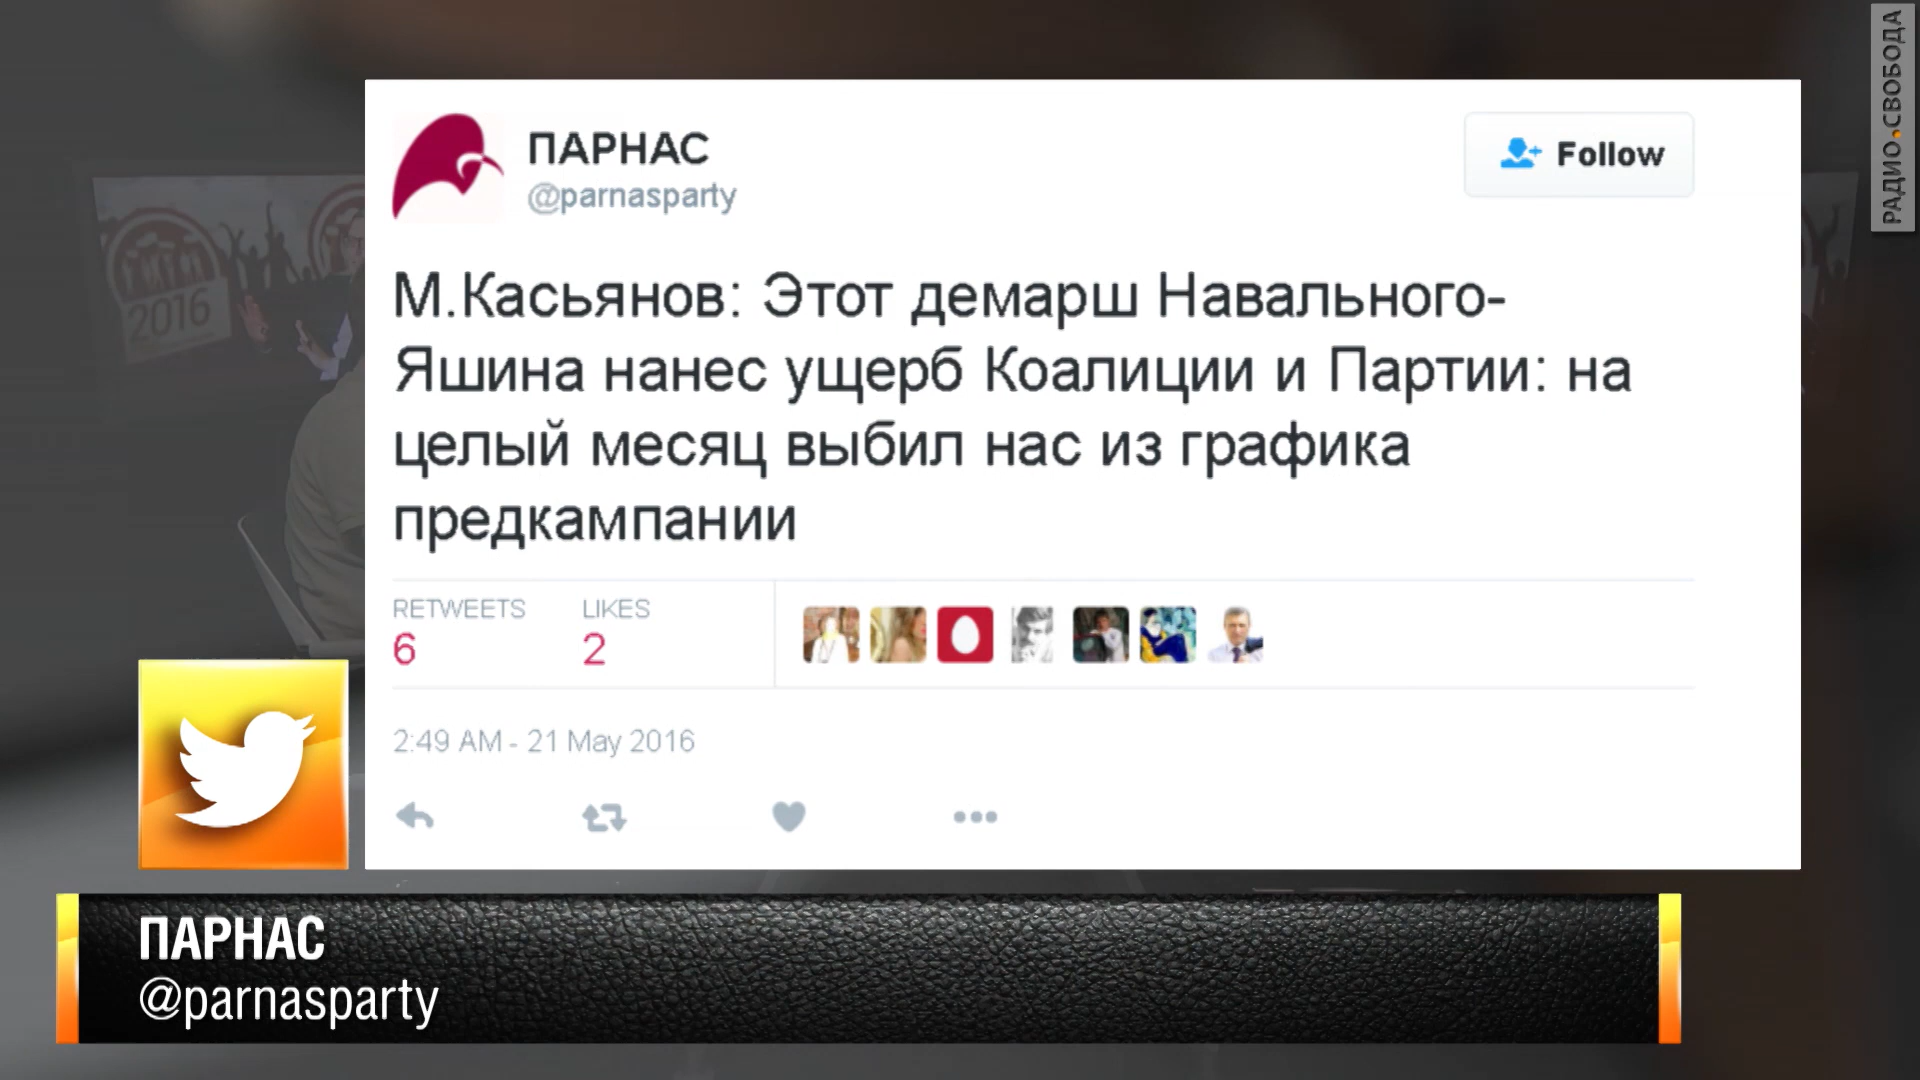 РАДИО.СВОБОДА
ПАРНАС
@parnasparty
Follow
М.Касьянов: Этот демарш Навального-
Яшина нанес ущерб Коалиции и Партии: на
целый месяц выбил нас из графика
предкампании
RETWEETS
6
LIKES
2
2:49 AM - 21 May 2016
2016
ПАРНАС
@parnasparty